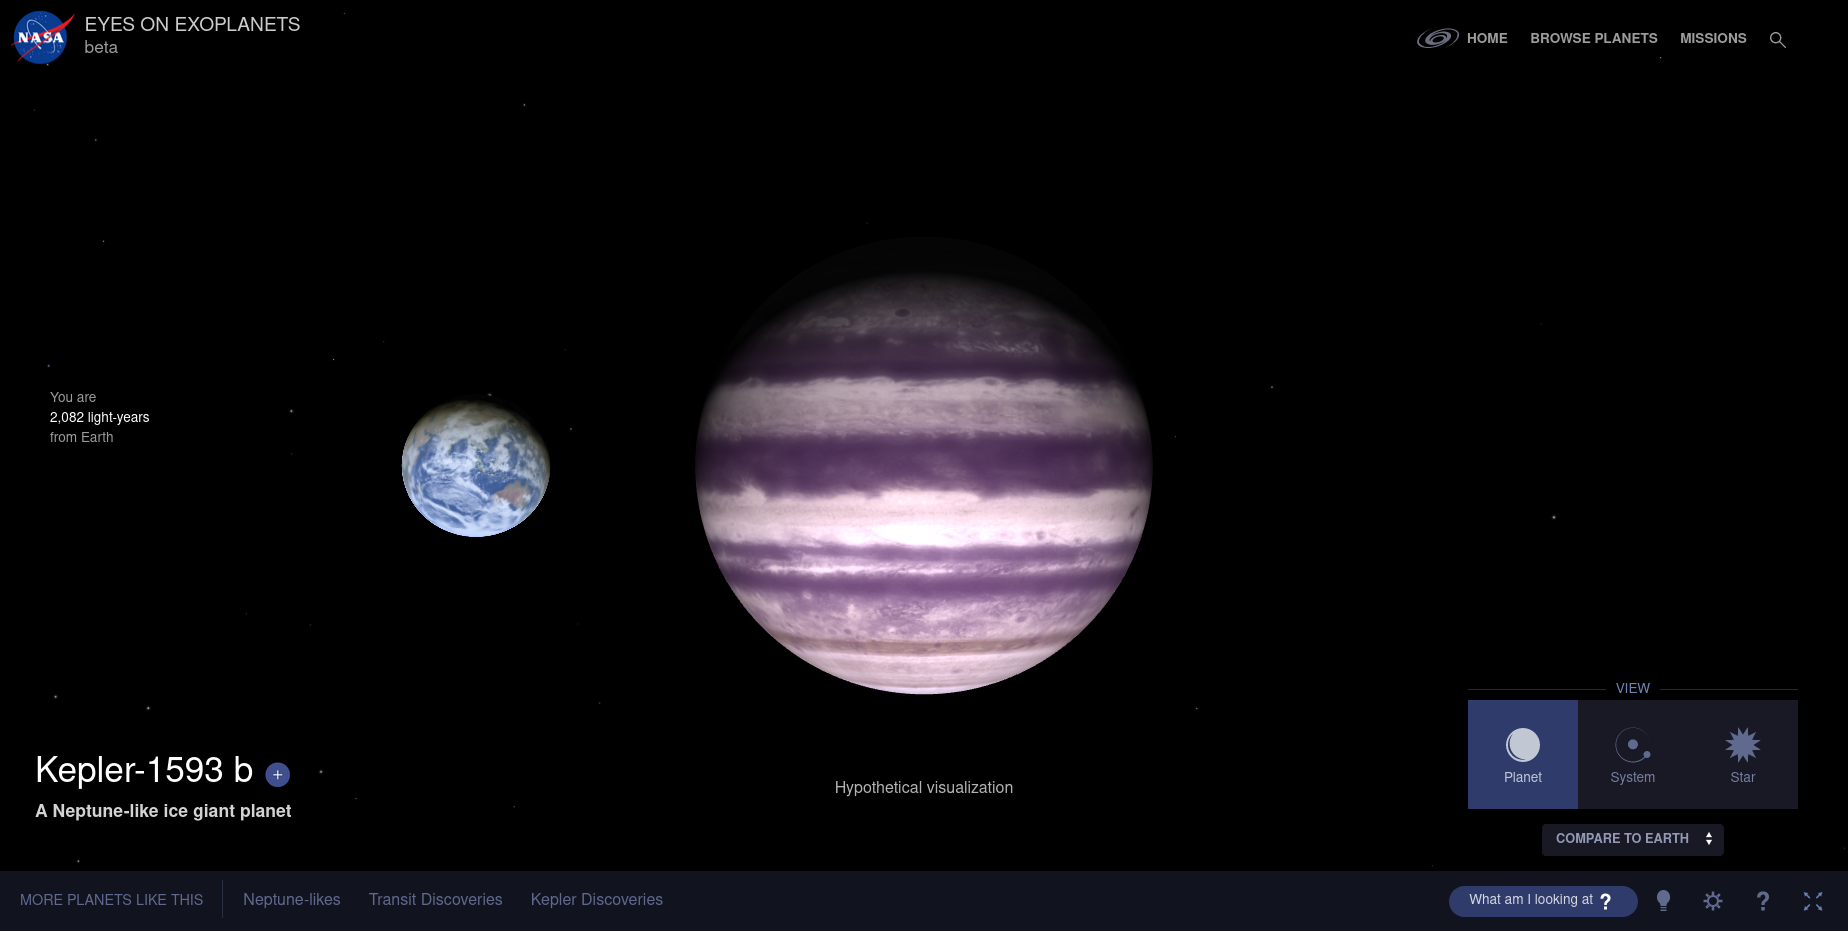 NASA
EYES ON EXOPLANETS
beta
HOME
BROWSE PLANETS
MISSIONS
You are
2,082 light-years
from Earth
Kepler-1593 b
+
A Neptune-like ice giant planet
Hypothetical visualization
VIEW
Planet
System
Star
COMPARE TO EARTH
MORE PLANETS LIKE THIS
Neptune-likes
Transit Discoveries
Kepler Discoveries
What am I looking at ?
?